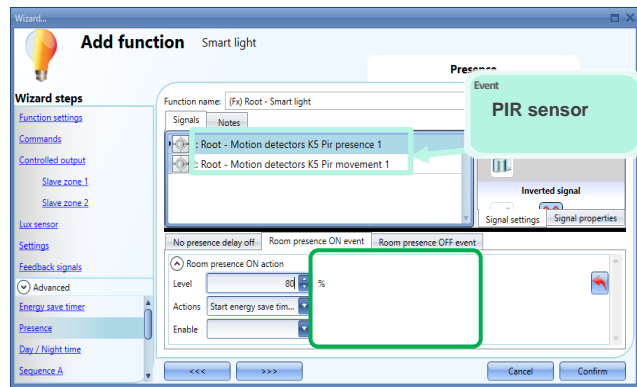 Wizard...
Add function Smart light
Presence
Event
PIR sensor
Wizard steps
Function settings
Commands
Controlled output
Slave zone 1
Slave zone 2
Lux sensor
Settings
Feedback signals
Advanced
Energy save timer
Presence
Day / Night time
Sequence A
Function name: (Fx) Root - Smart light
Signals Notes
: Root - Motion detectors K5 Pir presence 1
: Root - Motion detectors K5 Pir movement 1
Inverted signal
Signal settings Signal properties
No presence delay off Room presence ON event Room presence OFF event
Room presence ON action
Level 80 %
Actions Start energy save tim...
Enable
<<< >>> Cancel Confirm